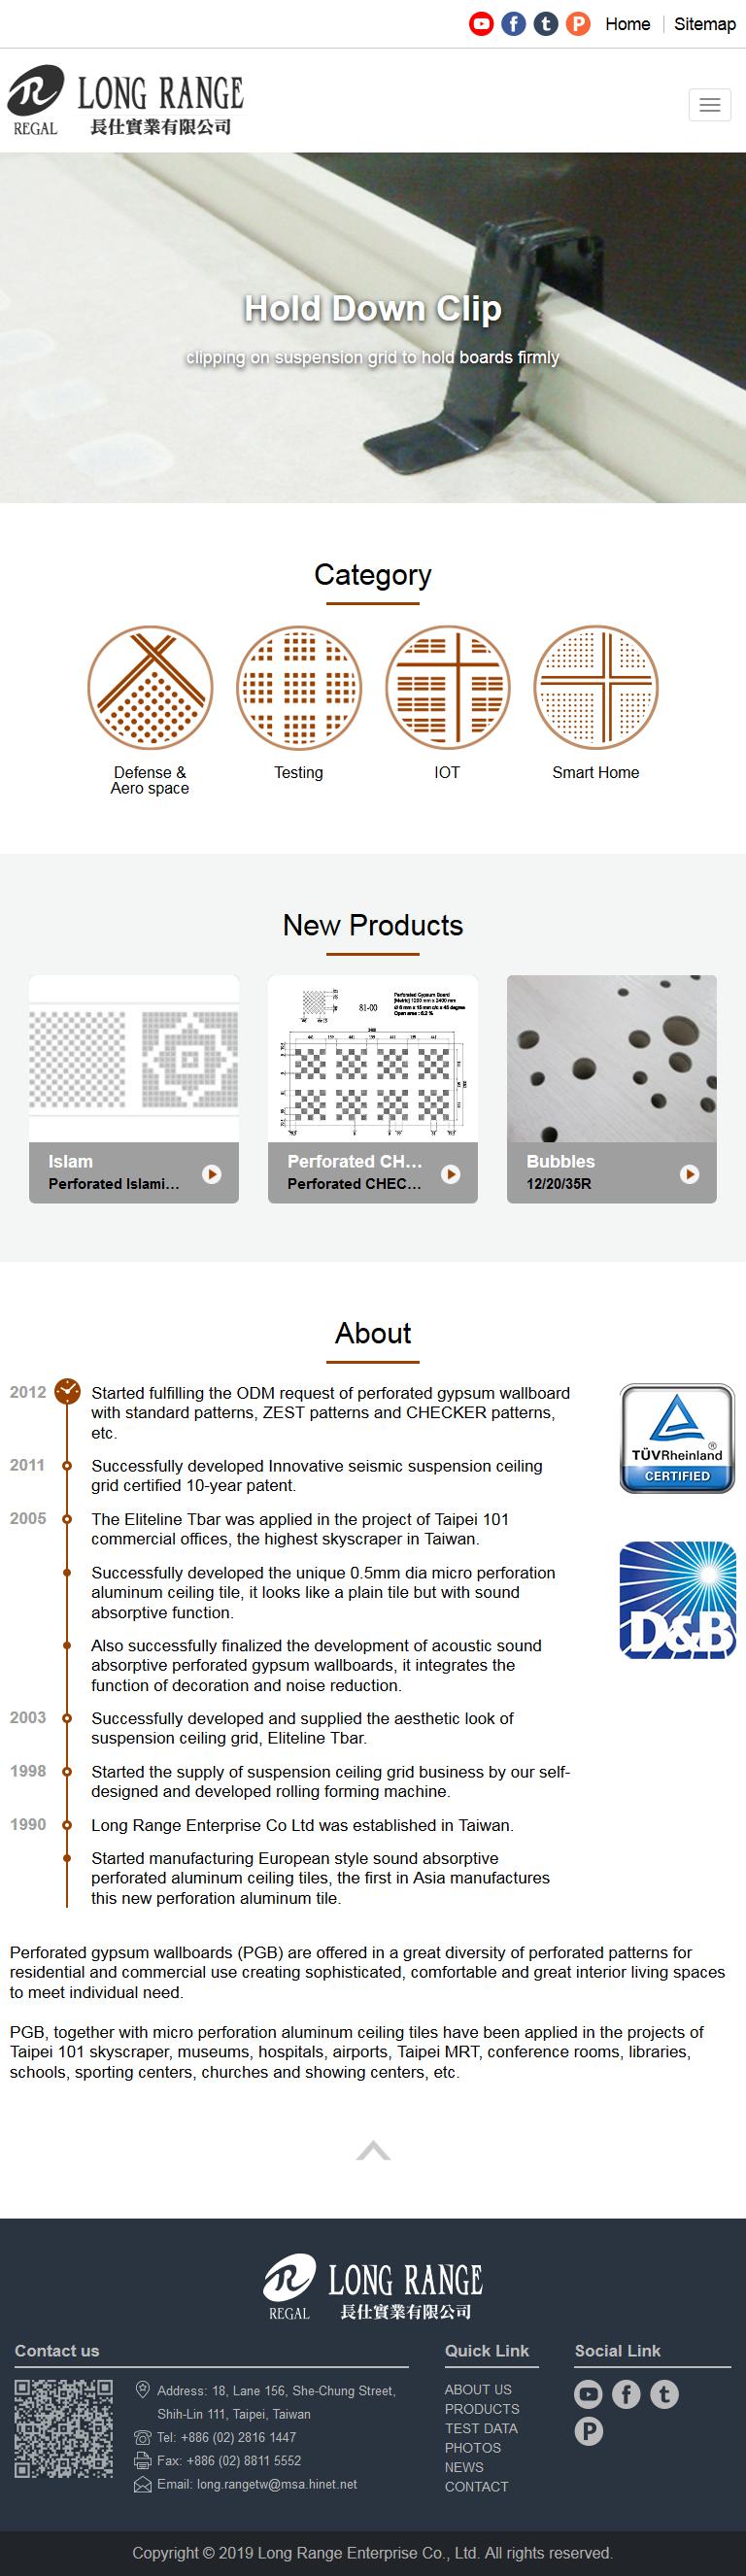 Home
Sitemap
REGAL
LONG RANGE
長仕實業有限公司
Hold Down Clip
clipping on suspension grid to hold boards firmly
Category
Defense &
Aero space
Testing
IOT
Smart Home
New Products
Islam
Perforated Islami...
81-00
Perforated Gypsum Board
Perforated CH...
Perforated CHEC...
Bubbles
12/20/35R
About
2012
Started fulfilling the ODM request of perforated gypsum wallboard
with standard patterns, ZEST patterns and CHECKER patterns,
etc.
2011
Successfully developed Innovative seismic suspension ceiling
grid certified 10-year patent.
2005
The Eliteline Tbar was applied in the project of Taipei 101
commercial offices, the highest skyscraper in Taiwan.
Successfully developed the unique 0.5mm dia micro perforation
aluminum ceiling tile, it looks like a plain tile but with sound
absorptive function.
Also successfully finalized the development of acoustic sound
absorptive perforated gypsum wallboards, it integrates the
function of decoration and noise reduction.
2003
Successfully developed and supplied the aesthetic look of
suspension ceiling grid, Eliteline Tbar.
1998
Started the supply of suspension ceiling grid business by our self-
designed and developed rolling forming machine.
1990
Long Range Enterprise Co Ltd was established in Taiwan.
Started manufacturing European style sound absorptive
perforated aluminum ceiling tiles, the first in Asia manufactures
this new perforation aluminum tile.
TÜVRheinland®
CERTIFIED
D&B
Perforated gypsum wallboards (PGB) are offered in a great diversity of perforated patterns for
residential and commercial use creating sophisticated, comfortable and great interior living spaces
to meet individual need.
PGB, together with micro perforation aluminum ceiling tiles have been applied in the projects of
Taipei 101 skyscraper, museums, hospitals, airports, Taipei MRT, conference rooms, libraries,
schools, sporting centers, churches and showing centers, etc.
REGAL
LONG RANGE
長仕實業有限公司
Contact us
Address: 18, Lane 156, She-Chung Street,
Shih-Lin 111, Taipei, Taiwan
Tel: +886 (02) 2816 1447
Fax: +886 (02) 8811 5552
Email: long.rangetw@msa.hinet.net
Quick Link
ABOUT US
PRODUCTS
TEST DATA
PHOTOS
NEWS
CONTACT
Social Link
Copyright © 2019 Long Range Enterprise Co., Ltd. All rights reserved.